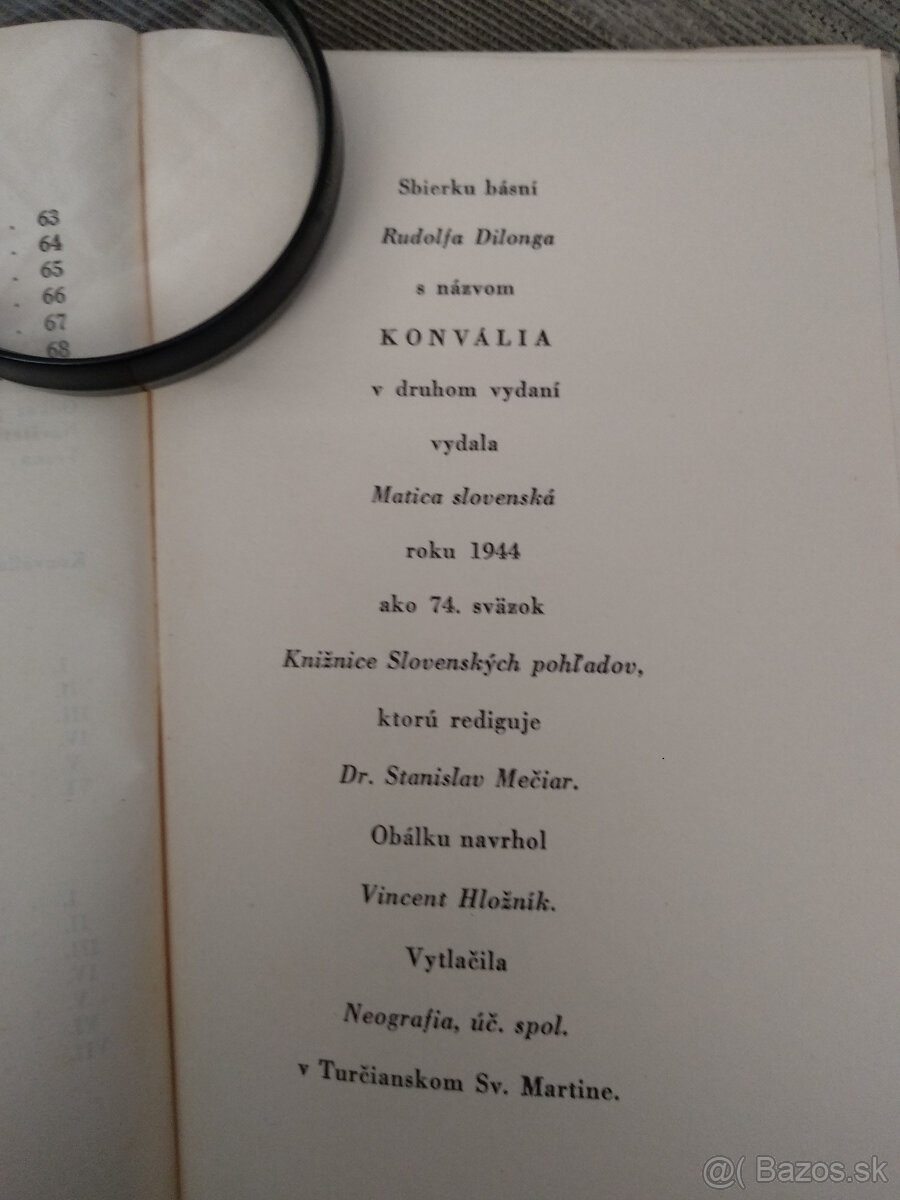 . 63
. 64
. 65
. 66
. 67
68
Sbierku básní
Rudolfa Dilonga
s názvom
KONVÁLIA
v druhom vydaní
vydala
Matica slovenská
roku 1944
ako 74. sväzok
Knižnice Slovenských pohľadov,
ktorú rediguje
Dr. Stanislav Mečiar.
Obálku navrhol
Vincent Hložník.
Vytlačila
Neografia, úč. spol.
v Turčianskom Sv. Martine.
@( Bazos.sk